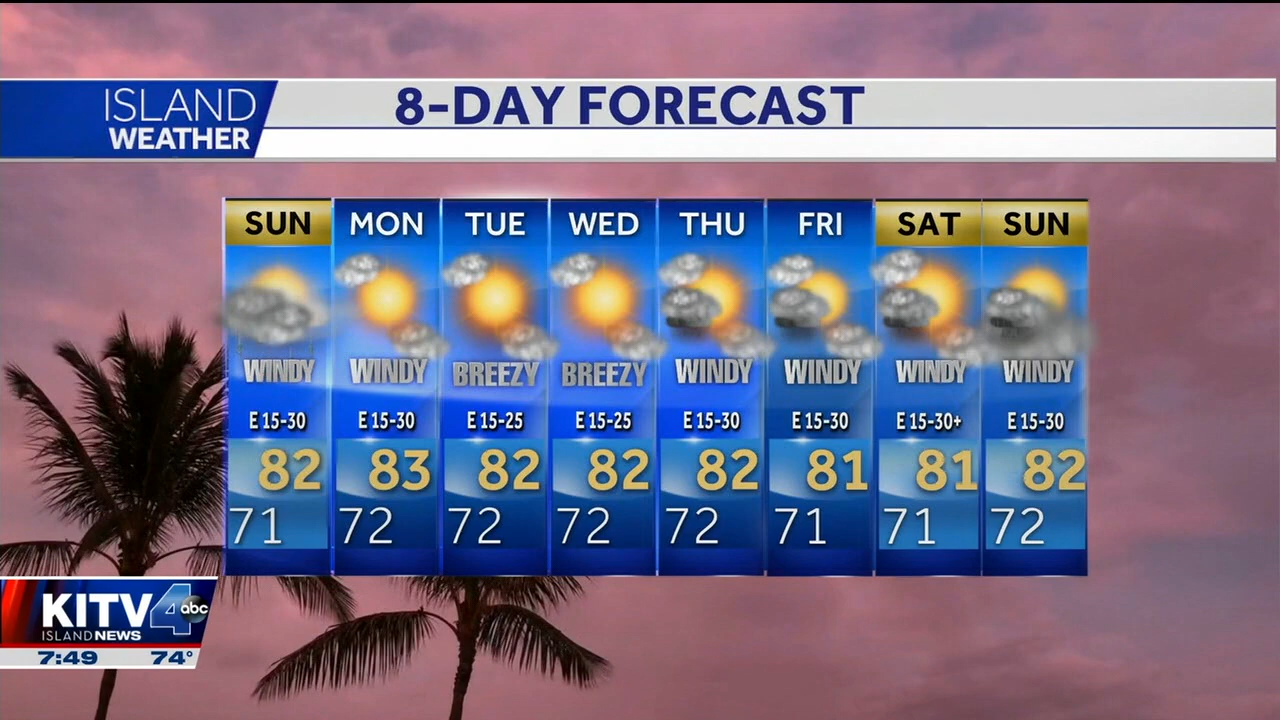 ISLAND
WEATHER
8-DAY FORECAST
SUN MON TUE WED THU FRI SAT SUN
WINDY WINDY BREEZY BREEZY WINDY WINDY WINDY WINDY
E 15-30 E 15-30 E 15-25 E 15-25 E 15-30 E 15-30 E 15-30+ E 15-30
82 83 82 82 82 81 81 82
71 72 72 72 72 71 71 72
KITV4 abc
ISLAND NEWS
7:49 74°